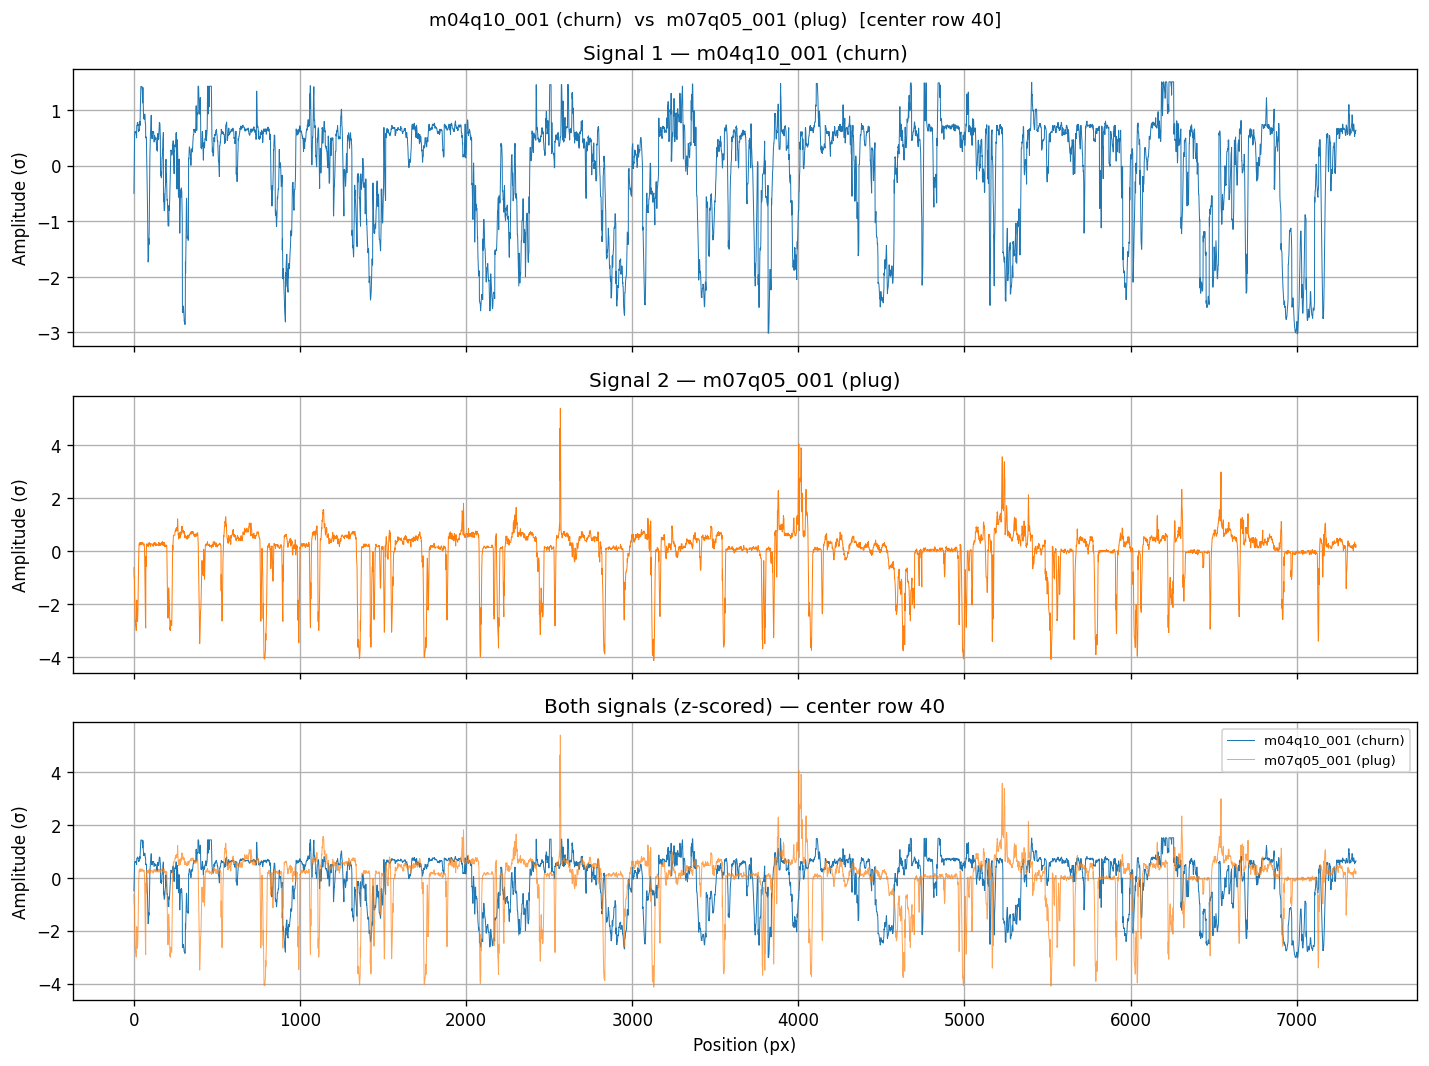 m04q10_001 (churn)  vs  m07q05_001 (plug)  [center row 40]
Signal 1 — m04q10_001 (churn)
Amplitude (σ)
1
0
−1
−2
−3
Signal 2 — m07q05_001 (plug)
Amplitude (σ)
4
2
0
−2
−4
Both signals (z-scored) — center row 40
m04q10_001 (churn)
m07q05_001 (plug)
Amplitude (σ)
4
2
0
−2
−4
0 1000 2000 3000 4000 5000 6000 7000
Position (px)